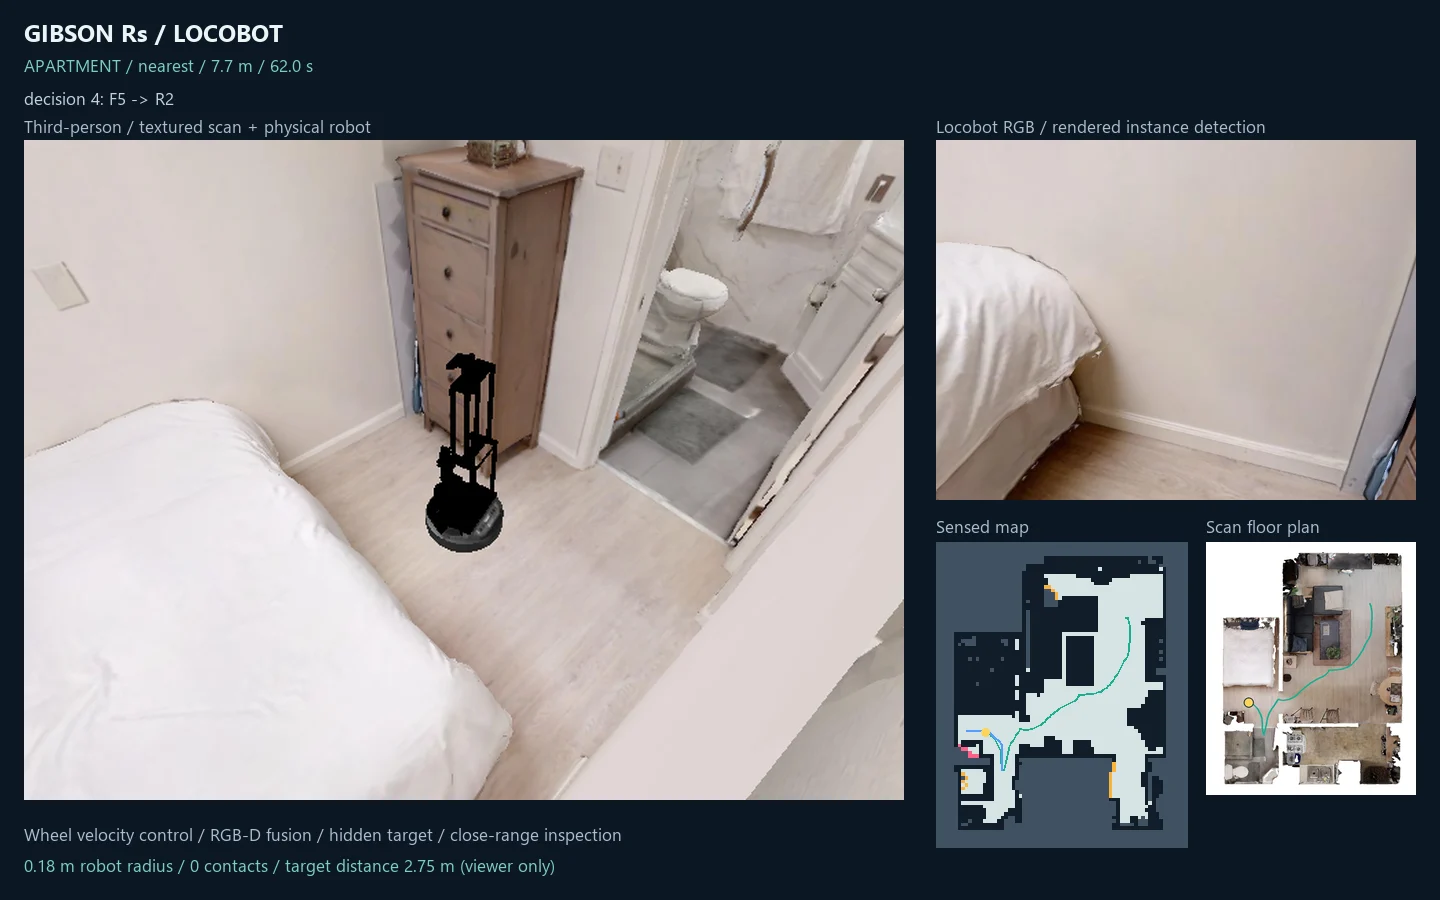 GIBSON Rs / LOCOBOT
APARTMENT / nearest / 7.7 m / 62.0 s
decision 4: F5 -> R2
Third-person / textured scan + physical robot
Locobot RGB / rendered instance detection
Sensed map
Scan floor plan
Wheel velocity control / RGB-D fusion / hidden target / close-range inspection
0.18 m robot radius / 0 contacts / target distance 2.75 m (viewer only)